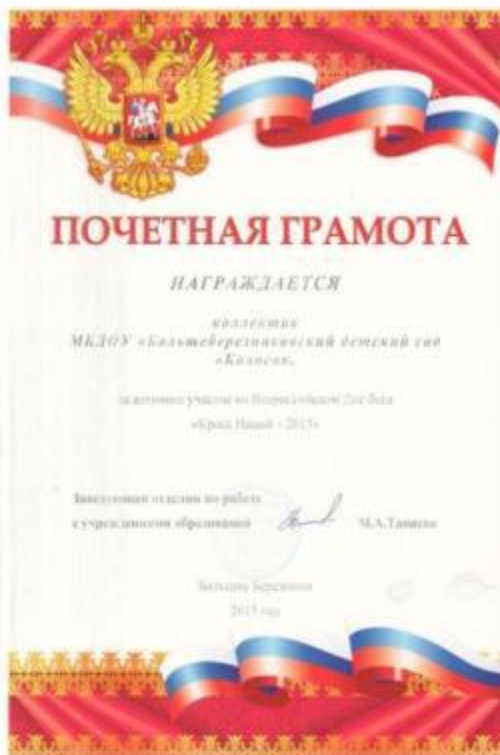 ПОЧЕТНАЯ ГРАМОТА
НАГРАЖДАЕТСЯ
коллектив
МБДОУ «Большеберезниковский детский сад
«Колосок»
за активное участие во Всероссийском Дне бега
«Кросс Наций - 2015»
Заведующая отделом по работе
с учреждениями образования М.А.
Большие Березники
2015 год